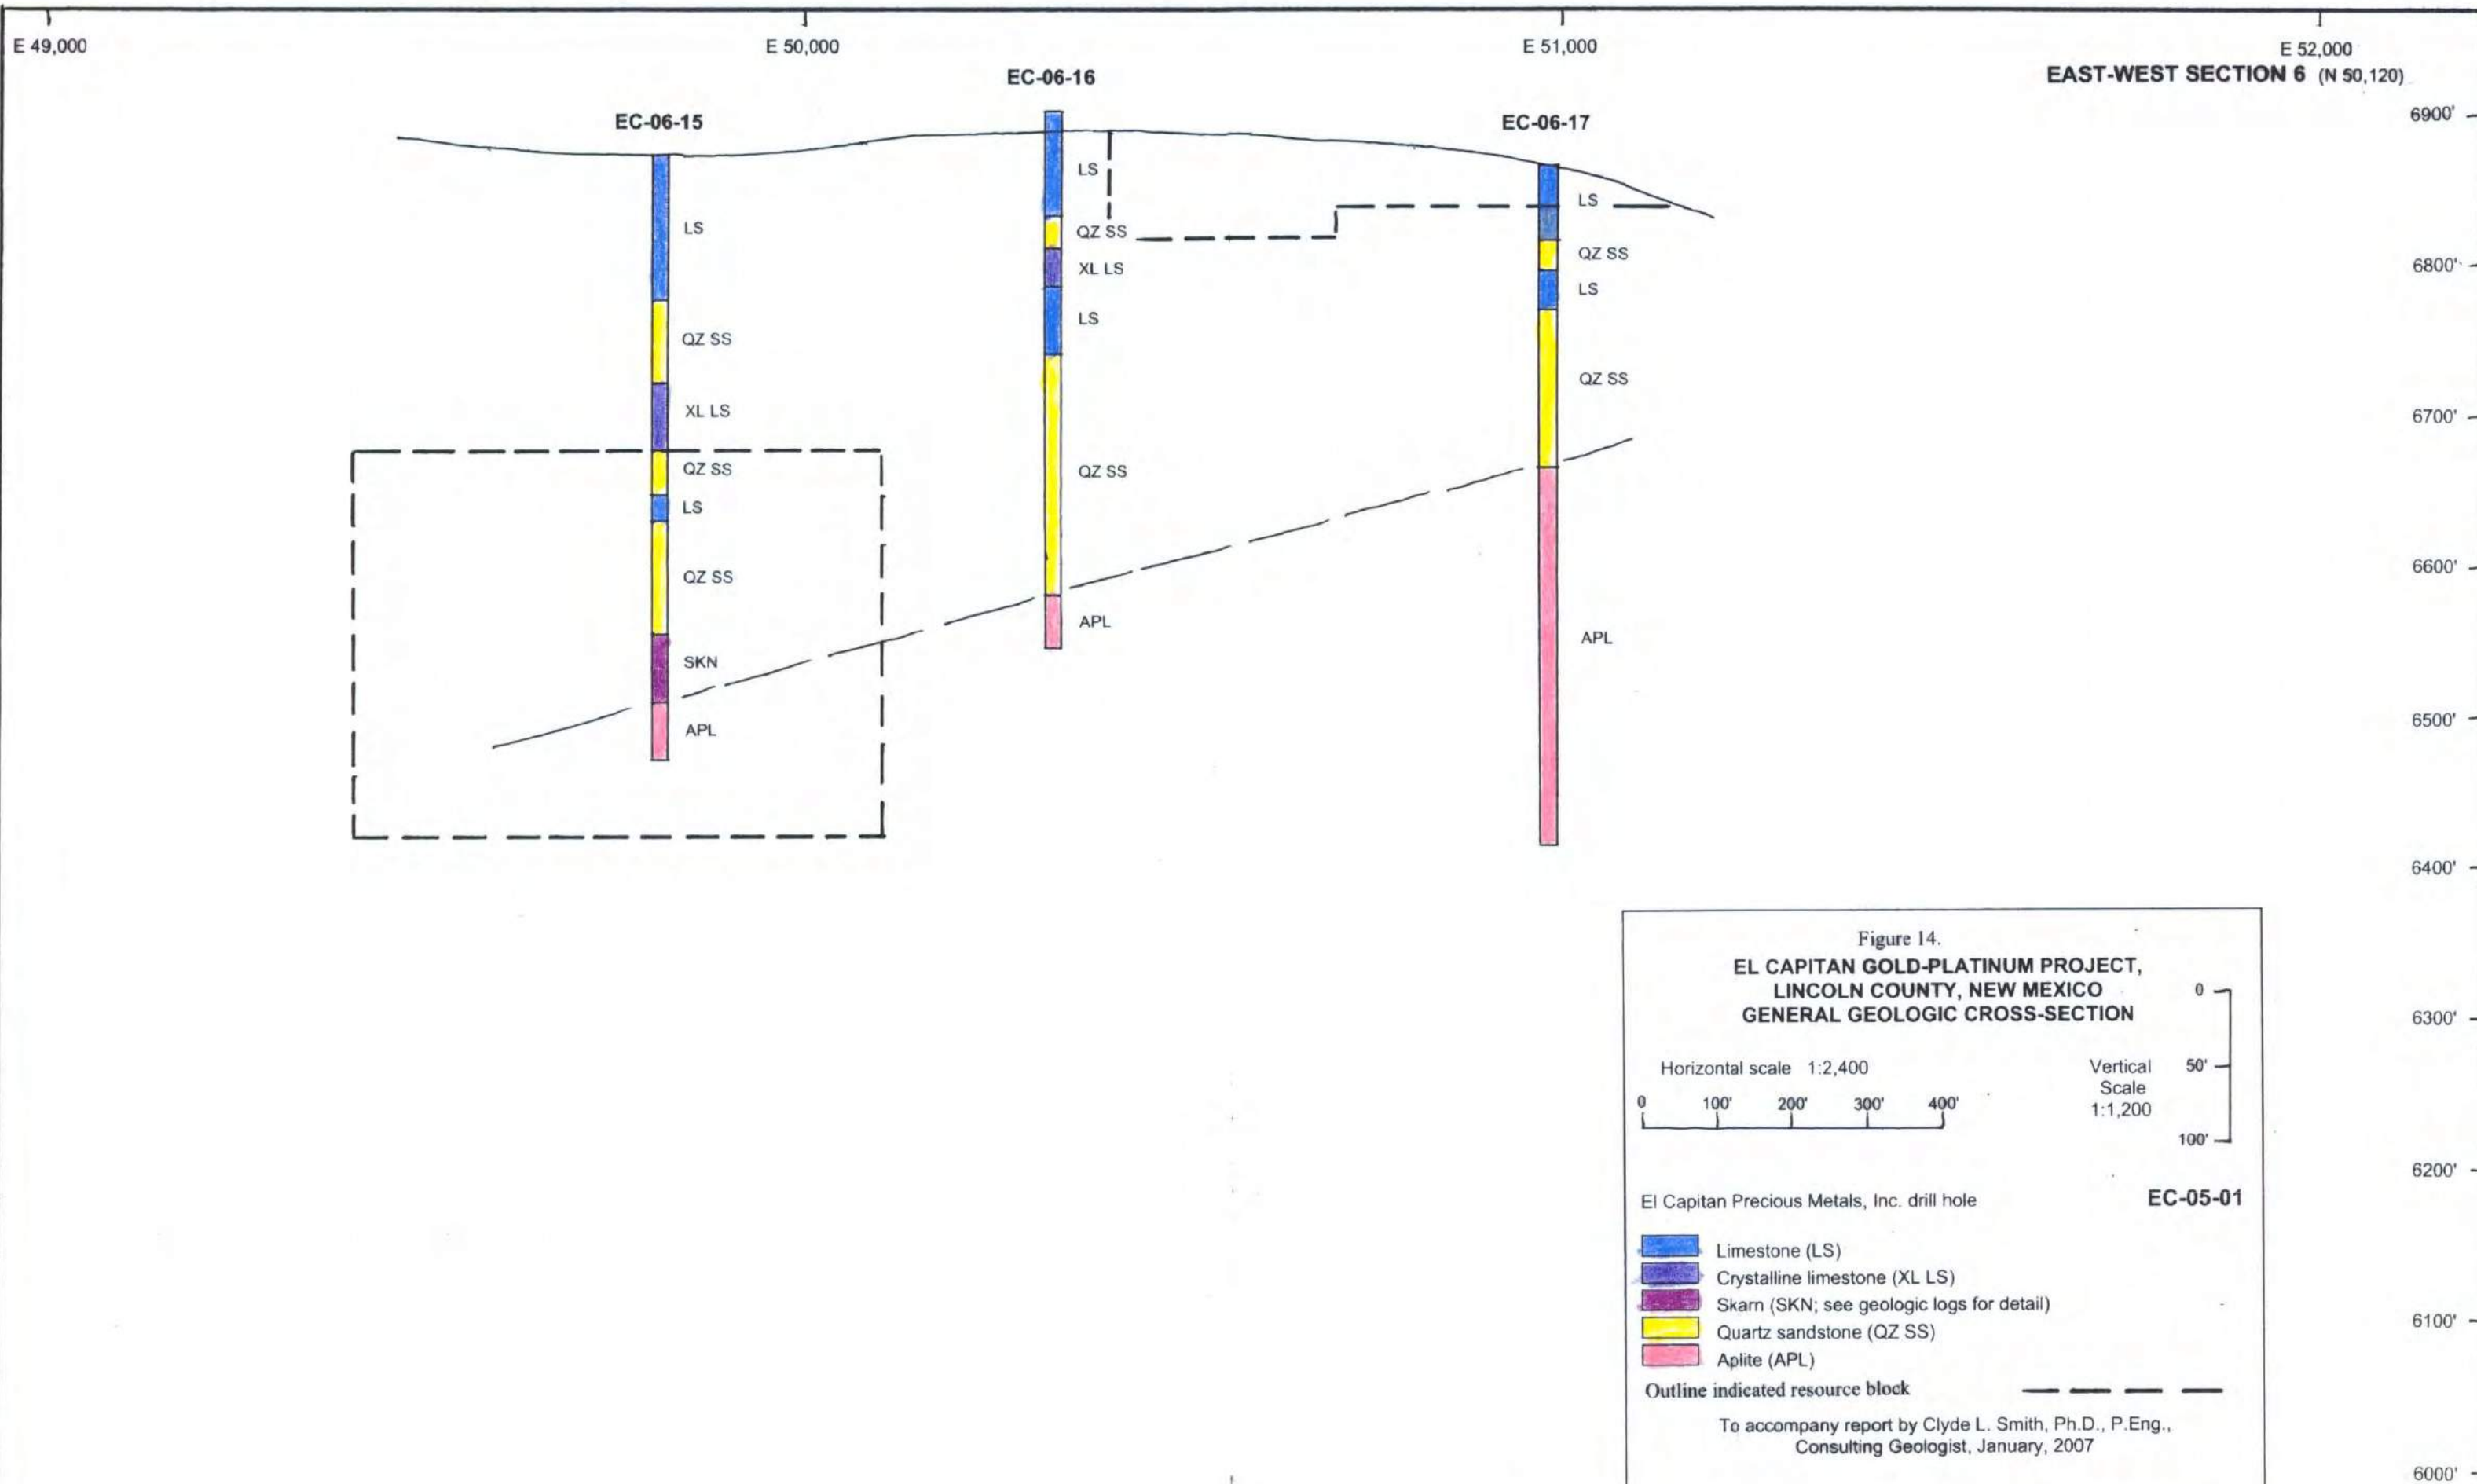 E 49,000
E 50,000
E 51,000
E 52,000
EAST-WEST SECTION 6 (N 50,120)
EC-06-15
EC-06-16
EC-06-17
LS
QZ SS
XL LS
QZ SS
LS
QZ SS
SKN
APL
LS
QZ SS
XL LS
LS
QZ SS
APL
LS
QZ SS
LS
QZ SS
APL
6900'
6800'
6700'
6600'
6500'
6400'
6300'
6200'
6100'
6000'
Figure 14.
EL CAPITAN GOLD-PLATINUM PROJECT,
LINCOLN COUNTY, NEW MEXICO
GENERAL GEOLOGIC CROSS-SECTION
Horizontal scale 1:2,400
0 100' 200' 300' 400'
Vertical
Scale
1:1,200
0
50'
100'
El Capitan Precious Metals, Inc. drill hole EC-05-01
Limestone (LS)
Crystalline limestone (XL LS)
Skarn (SKN; see geologic logs for detail)
Quartz sandstone (QZ SS)
Aplite (APL)
Outline indicated resource block
To accompany report by Clyde L. Smith, Ph.D., P.Eng.,
Consulting Geologist, January, 2007